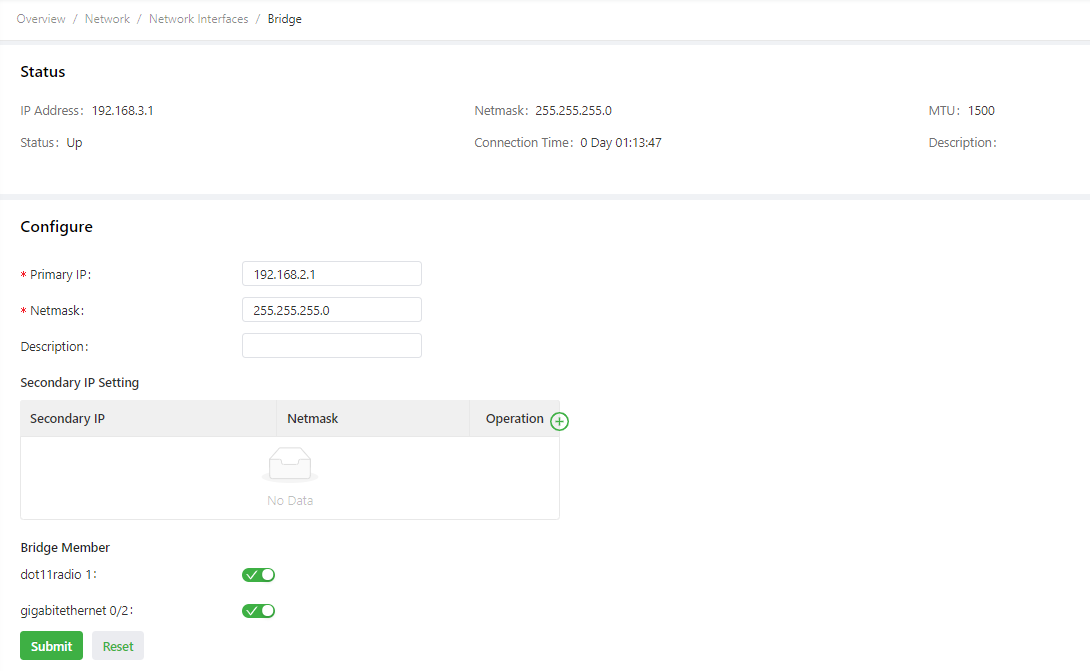 Overview / Network / Network Interfaces / Bridge
Status
IP Address: 192.168.3.1 Netmask: 255.255.255.0 MTU: 1500
Status: Up Connection Time: 0 Day 01:13:47 Description:
Configure
* Primary IP: 192.168.2.1
* Netmask: 255.255.255.0
Description:
Secondary IP Setting
Secondary IP Netmask Operation
No Data
Bridge Member
dot11radio 1:
gigabitethernet 0/2:
Submit Reset